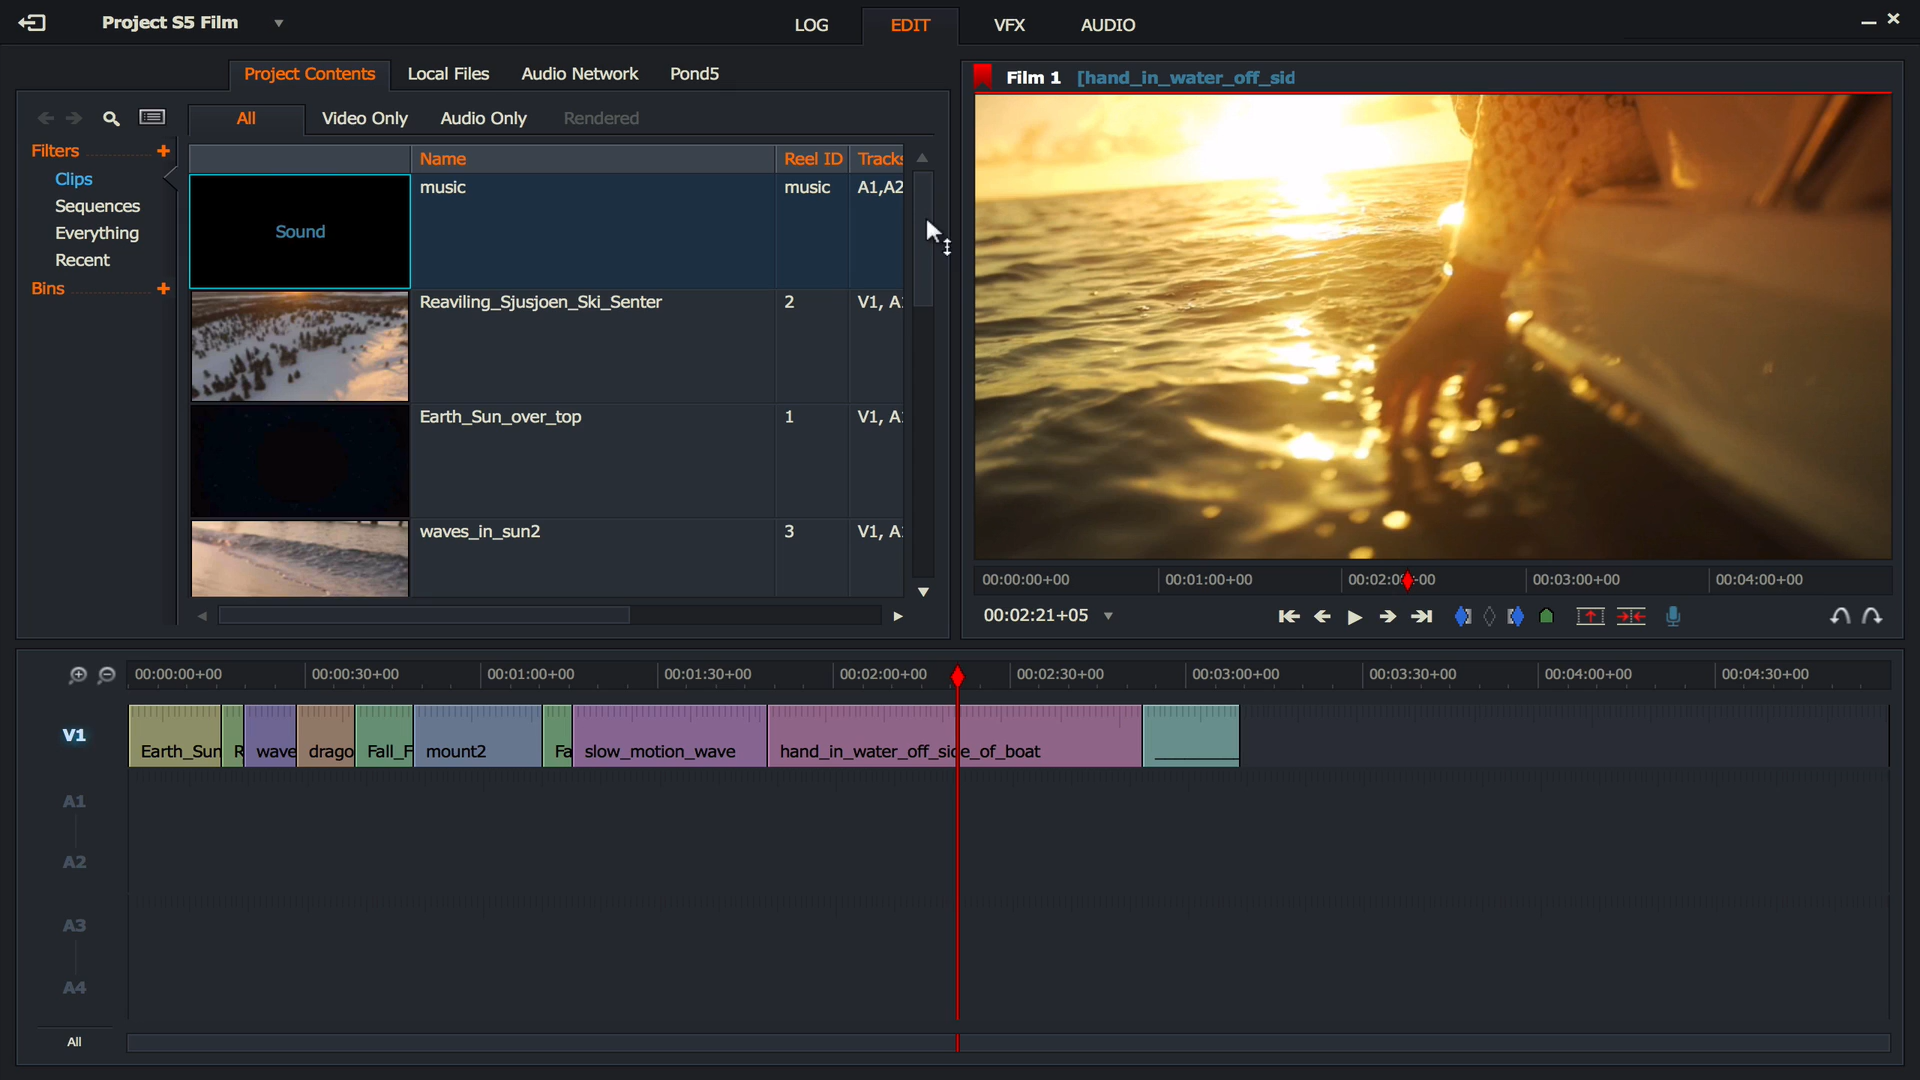 Project S5 Film
LOG
EDIT
VFX
AUDIO
Project Contents
Local Files
Audio Network
Pond5
All
Video Only
Audio Only
Rendered
Filters
Clips
Sequences
Everything
Recent
Bins
Name
Reel ID
Tracks
Sound
music
music
A1,A2
Reaviling_Sjusjoen_Ski_Senter
2
V1, A
Earth_Sun_over_top
1
V1, A
waves_in_sun2
3
V1, A
Film 1 [hand_in_water_off_sid
00:00:00+00
00:01:00+00
00:03:00+00
00:04:00+00
00:02:21+05
00:00:00+00
00:00:30+00
00:01:00+00
00:01:30+00
00:02:00+00
00:02:30+00
00:03:00+00
00:03:30+00
00:04:00+00
00:04:30+00
V1
Earth_Sun
R
wave
drago
Fall_F
mount2
Fa
slow_motion_wave
hand_in_water_off_side_of_boat
A1
A2
A3
A4
All